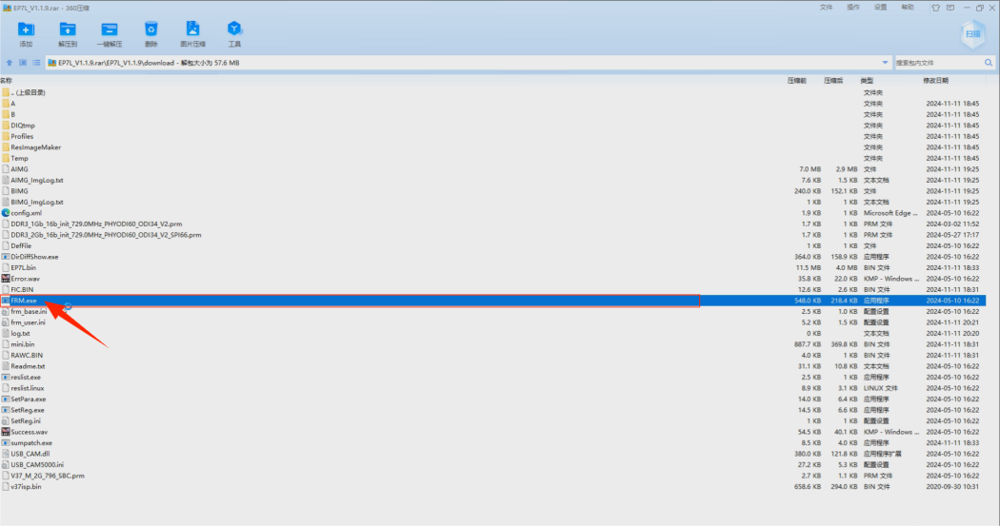 EP7L_V1.1.9.rar - 360压缩 文件 操作 设置 帮助
添加 解压到 一键解压 删除 图片压缩 工具 扫描
EP7L_V1.1.9.rar\EP7L_V1.1.9\download - 解包大小为 57.6 MB 搜索包内文件
名称 压缩前 压缩后 类型 修改日期
.. (上级目录) 文件夹
A 文件夹 2024-11-11 18:45
B 文件夹 2024-11-11 18:45
DIQtmp 文件夹 2024-11-11 18:45
Profiles 文件夹 2024-11-11 18:45
ResImageMaker 文件夹 2024-11-11 18:45
Temp 文件夹 2024-11-11 18:45
AIMG 7.0 MB 2.9 MB 文件 2024-11-11 19:25
AIMG_ImgLog.txt 7.6 KB 1.5 KB 文本文档 2024-11-11 19:25
BIMG 240.0 KB 152.1 KB 文件 2024-11-11 19:25
BIMG_ImgLog.txt 1 KB 1 KB 文本文档 2024-11-11 19:25
config.xml 1.9 KB 1 KB Microsoft Edge ... 2024-05-10 16:22
DDR3_1Gb_16b_init_729.0MHz_PHYODI60_ODI34_V2.prm 1.7 KB 1 KB PRM 文件 2024-03-02 11:52
DDR3_2Gb_16b_init_729.0MHz_PHYODI60_ODI34_V2_SPI66.prm 1.7 KB 1 KB PRM 文件 2024-05-27 17:17
DefFile 1 KB 1 KB 文件 2024-05-10 16:22
DirDiffShow.exe 364.0 KB 158.9 KB 应用程序 2024-05-10 16:22
EP7L.bin 11.5 MB 4.0 MB BIN 文件 2024-11-11 18:33
Error.wav 35.8 KB 22.0 KB KMP - Windows ... 2024-05-10 16:22
FIC.BIN 12.6 KB 2.6 KB BIN 文件 2024-11-11 18:31
FRM.exe 548.0 KB 218.4 KB 应用程序 2024-05-10 16:22
frm_base.ini 2.5 KB 1.0 KB 配置设置 2024-05-10 16:22
frm_user.ini 5.2 KB 1.5 KB 配置设置 2024-11-11 20:21
log.txt 0 KB 文本文档 2024-11-11 20:20
mini.bin 887.7 KB 369.8 KB BIN 文件 2024-11-11 18:31
RAWC.BIN 4.0 KB 1 KB BIN 文件 2024-11-11 18:31
Readme.txt 31.1 KB 10.8 KB 文本文档 2024-05-10 16:22
reslist.exe 2.5 KB 1 KB 应用程序 2024-05-10 16:22
reslist.linux 8.9 KB 3.1 KB LINUX 文件 2024-05-10 16:22
SetPara.exe 14.0 KB 6.4 KB 应用程序 2024-05-10 16:22
SetReg.exe 14.5 KB 6.6 KB 应用程序 2024-05-10 16:22
SetReg.ini 1 KB 1 KB 配置设置 2024-05-10 16:22
Success.wav 54.5 KB 40.1 KB KMP - Windows ... 2024-05-10 16:22
sumpatch.exe 8.5 KB 4.0 KB 应用程序 2024-11-11 18:33
USB_CAM.dll 380.0 KB 121.8 KB 应用程序扩展 2024-05-10 16:22
USB_CAM5000.ini 27.2 KB 5.3 KB 配置设置 2024-05-10 16:22
V37_M_2G_796_SBC.prm 2.7 KB 1.1 KB PRM 文件 2024-05-10 16:22
v37isp.bin 658.6 KB 294.0 KB BIN 文件 2020-09-30 10:31